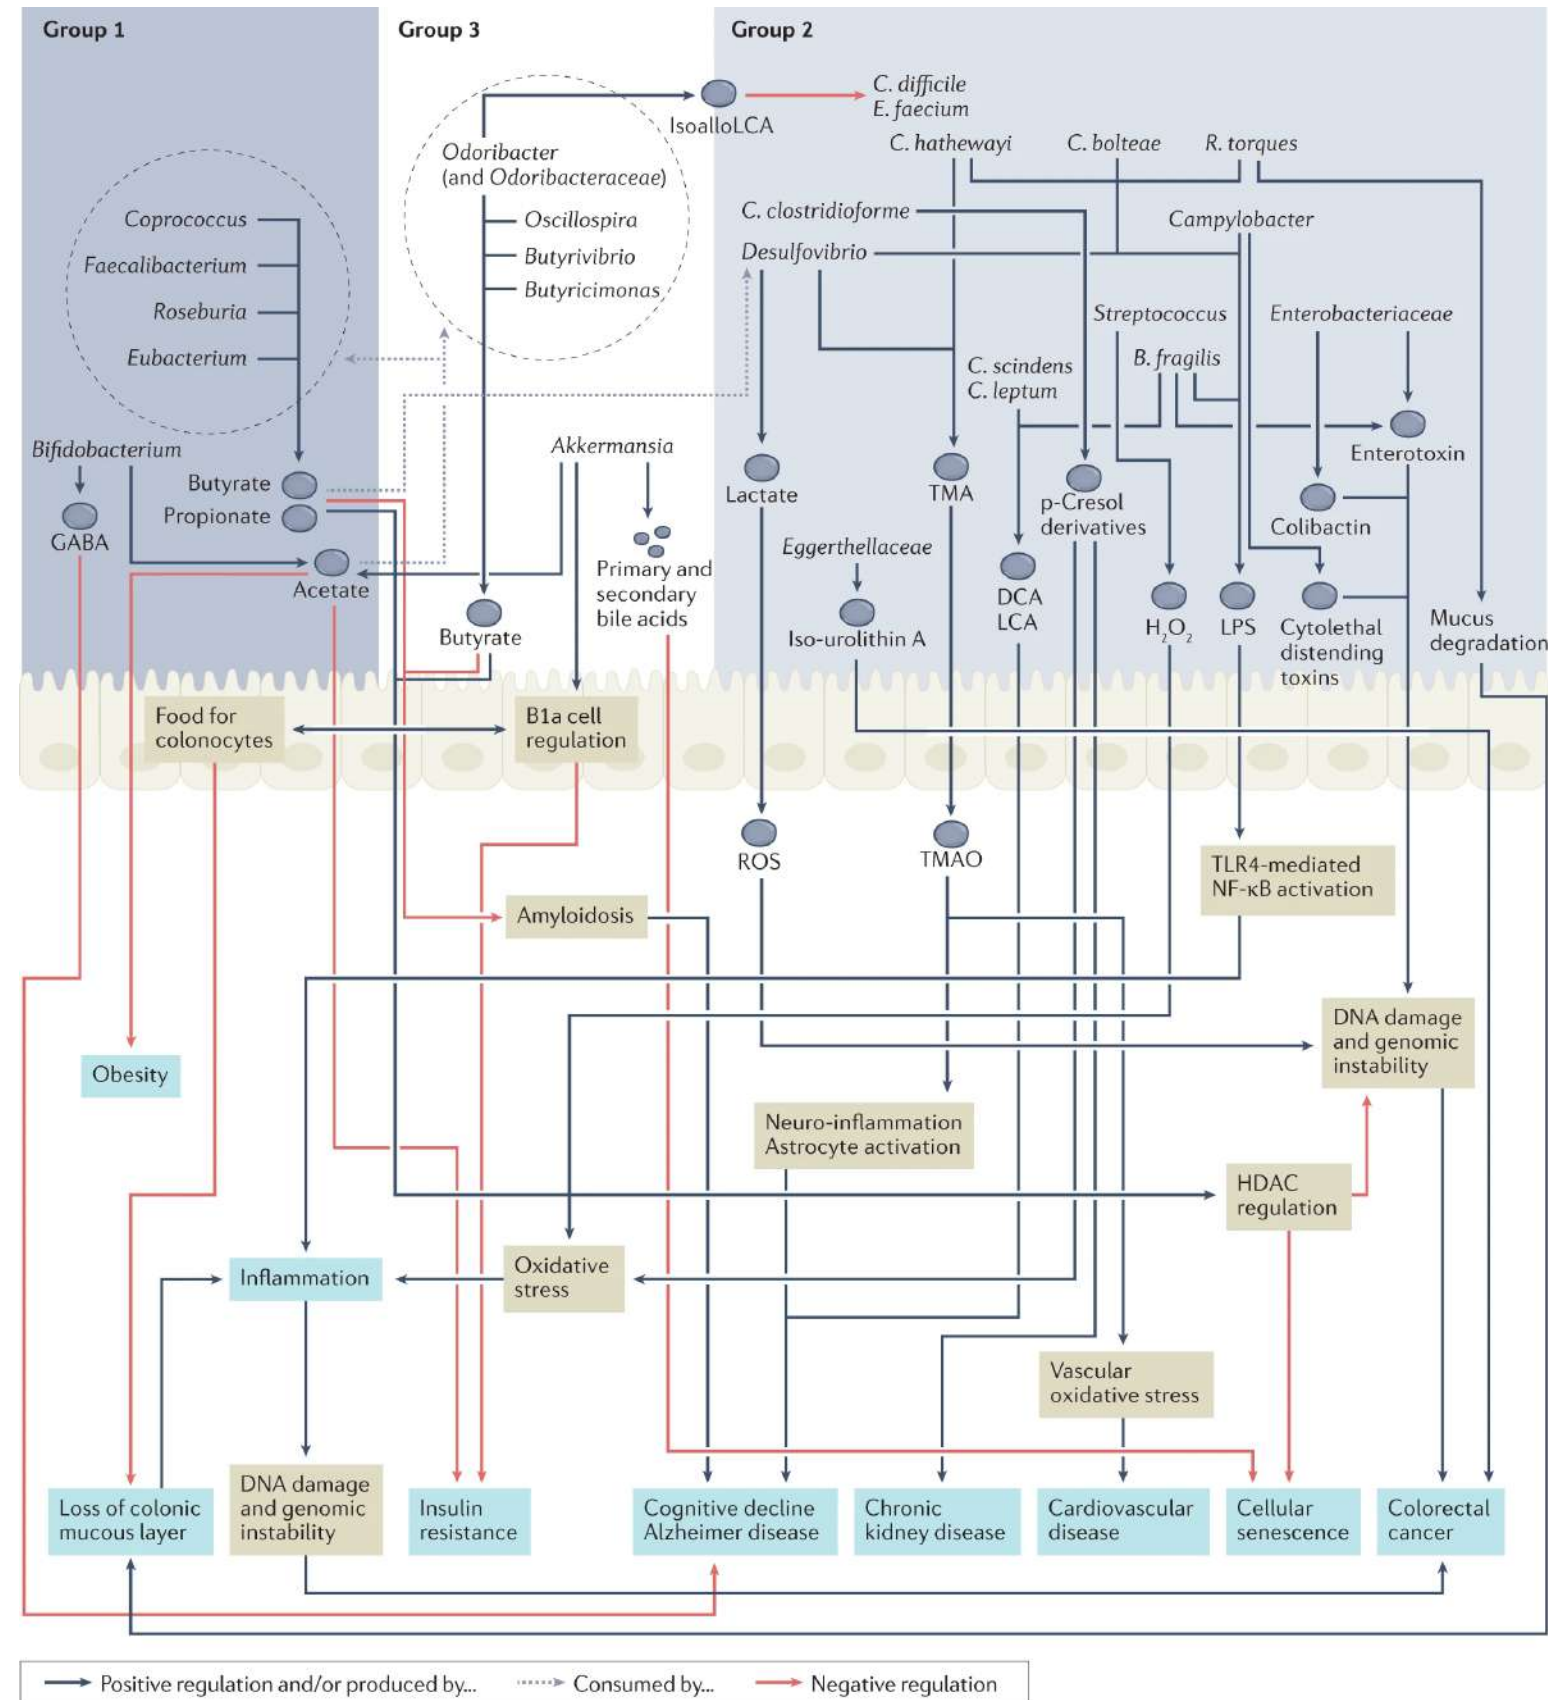 Group 1
Group 3
Group 2
C. difficile
E. faecium
IsoalloLCA
C. hathewayi
C. bolteae
R. torques
Odoribacter
(and Odoribacteraceae)
Coprococcus
Oscillospira
C. clostridioforme
Campylobacter
Faecalibacterium
Butyrivibrio
Desulfovibrio
Roseburia
Butyricimonas
Streptococcus
Enterobacteriaceae
Eubacterium
B. fragilis
C. scindens
C. leptum
Bifidobacterium
Akkermansia
Enterotoxin
Butyrate
Lactate
TMA
p-Cresol
derivatives
Propionate
Colibactin
GABA
Eggerthellaceae
Primary and
secondary
bile acids
Acetate
DCA
LCA
Butyrate
Iso-urolithin A
H2O2
LPS
Cytolethal
distending
toxins
Mucus
degradation
Food for
colonocytes
B1a cell
regulation
ROS
TMAO
TLR4-mediated
NF-κB activation
Amyloidosis
DNA damage
and genomic
instability
Obesity
Neuro-inflammation
Astrocyte activation
HDAC
regulation
Inflammation
Oxidative
stress
Vascular
oxidative stress
Loss of colonic
mucous layer
DNA damage
and genomic
instability
Insulin
resistance
Cognitive decline
Alzheimer disease
Chronic
kidney disease
Cardiovascular
disease
Cellular
senescence
Colorectal
cancer
Positive regulation and/or produced by...
Consumed by...
Negative regulation